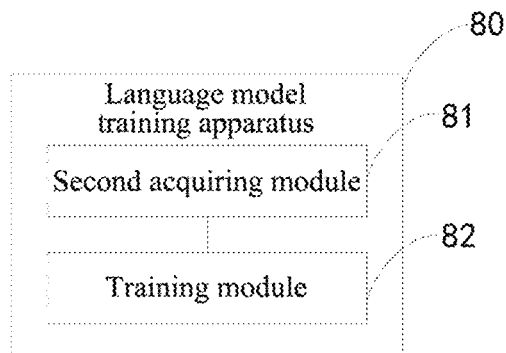 80
Language model
training apparatus
81
Second acquiring module
82
Training module